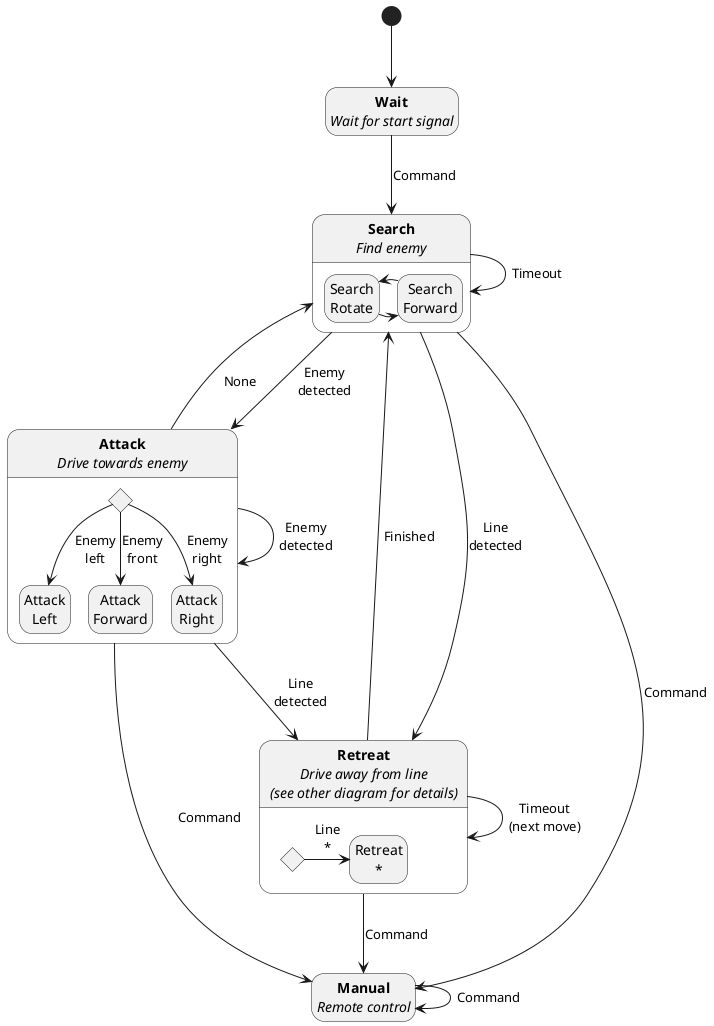 Wait
Wait for start signal
Command
Search
Find enemy
Search
Rotate
Search
Forward
Timeout
None
Enemy
detected
Attack
Drive towards enemy
Enemy
left
Enemy
front
Enemy
right
Attack
Left
Attack
Forward
Attack
Right
Enemy
detected
Finished
Line
detected
Line
detected
Command
Retreat
Drive away from line
(see other diagram for details)
Line
*
Retreat
*
Timeout
(next move)
Command
Command
Manual
Remote control
Command